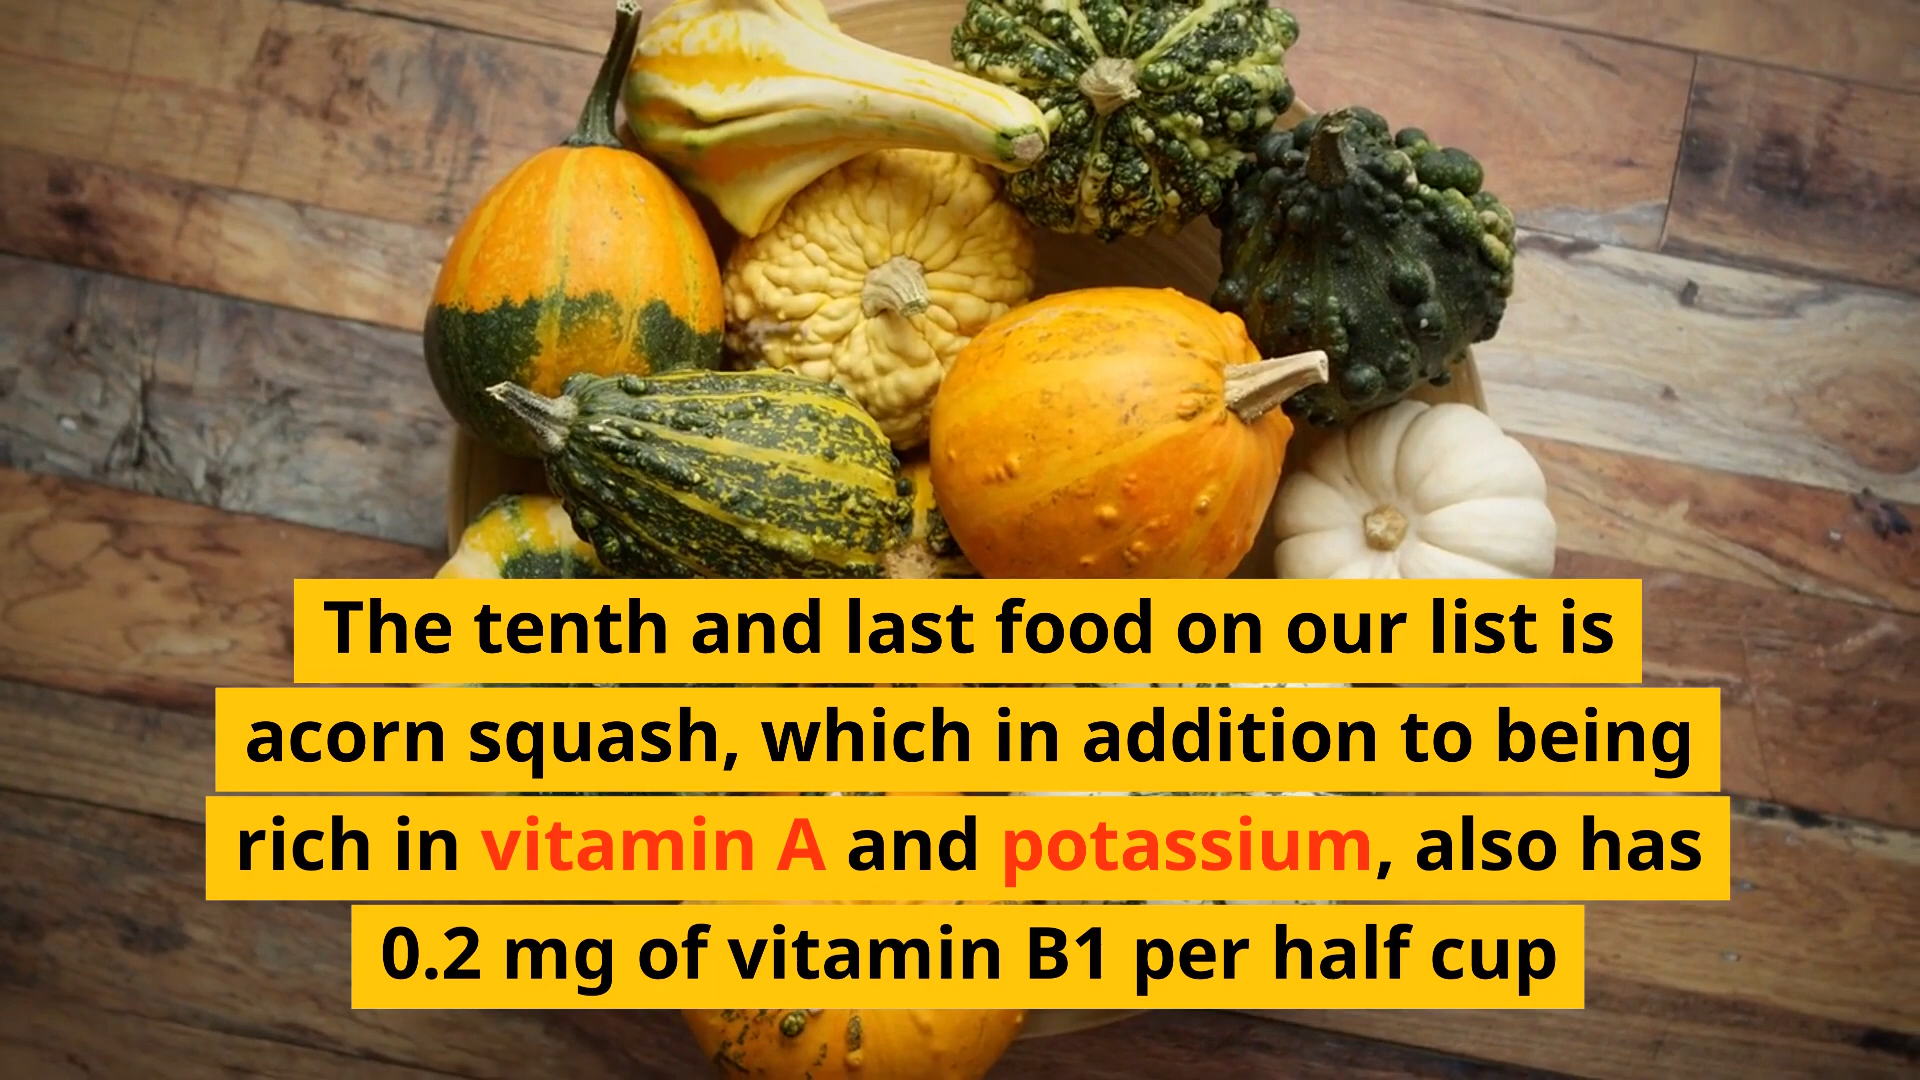 The tenth and last food on our list is
acorn squash, which in addition to being
rich in vitamin A and potassium, also has
0.2 mg of vitamin B1 per half cup